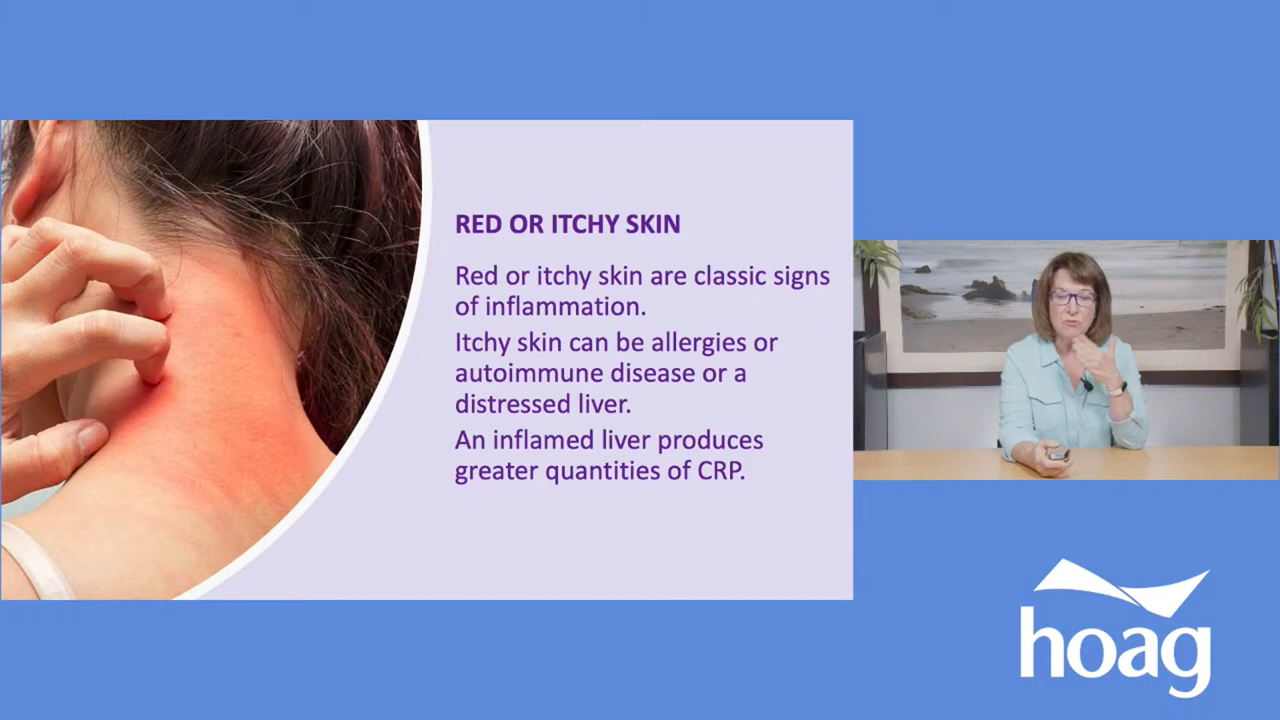 RED OR ITCHY SKIN
Red or itchy skin are classic signs
of inflammation.
Itchy skin can be allergies or
autoimmune disease or a
distressed liver.
An inflamed liver produces
greater quantities of CRP.
hoag